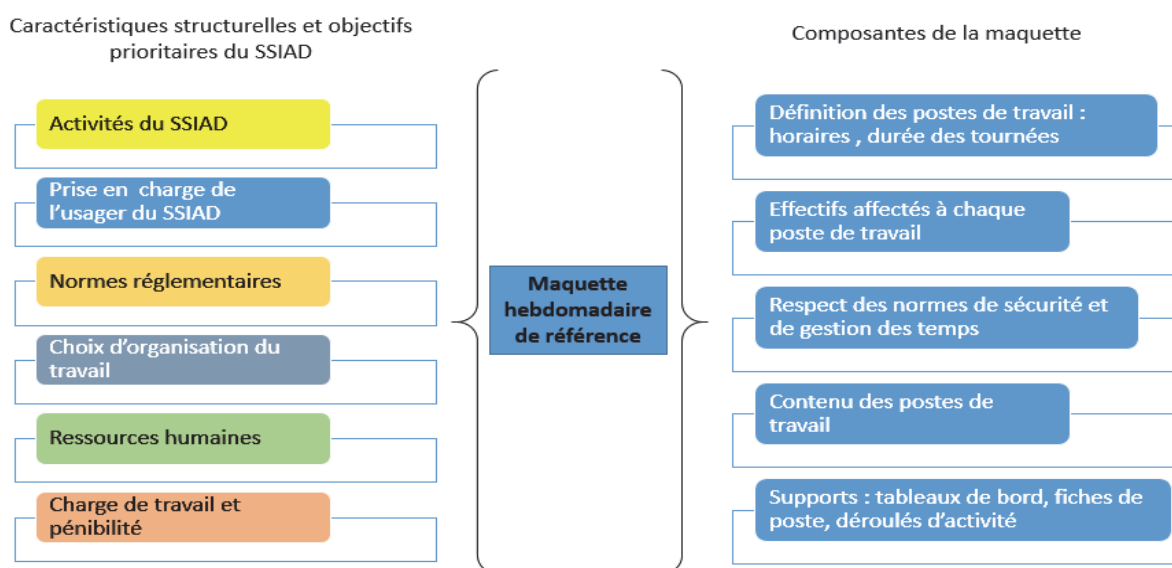 Caractéristiques structurelles et objectifs
prioritaires du SSIAD
Activités du SSIAD
Prise en charge de
l'usager du SSIAD
Normes réglementaires
Choix d'organisation du
travail
Ressources humaines
Charge de travail et
pénibilité
Maquette
hebdomadaire
de référence
Composantes de la maquette
Définition des postes de travail :
horaires , durée des tournées
Effectifs affectés à chaque
poste de travail
Respect des normes de sécurité et
de gestion des temps
Contenu des postes de
travail
Supports : tableaux de bord, fiches de
poste, déroulés d'activité